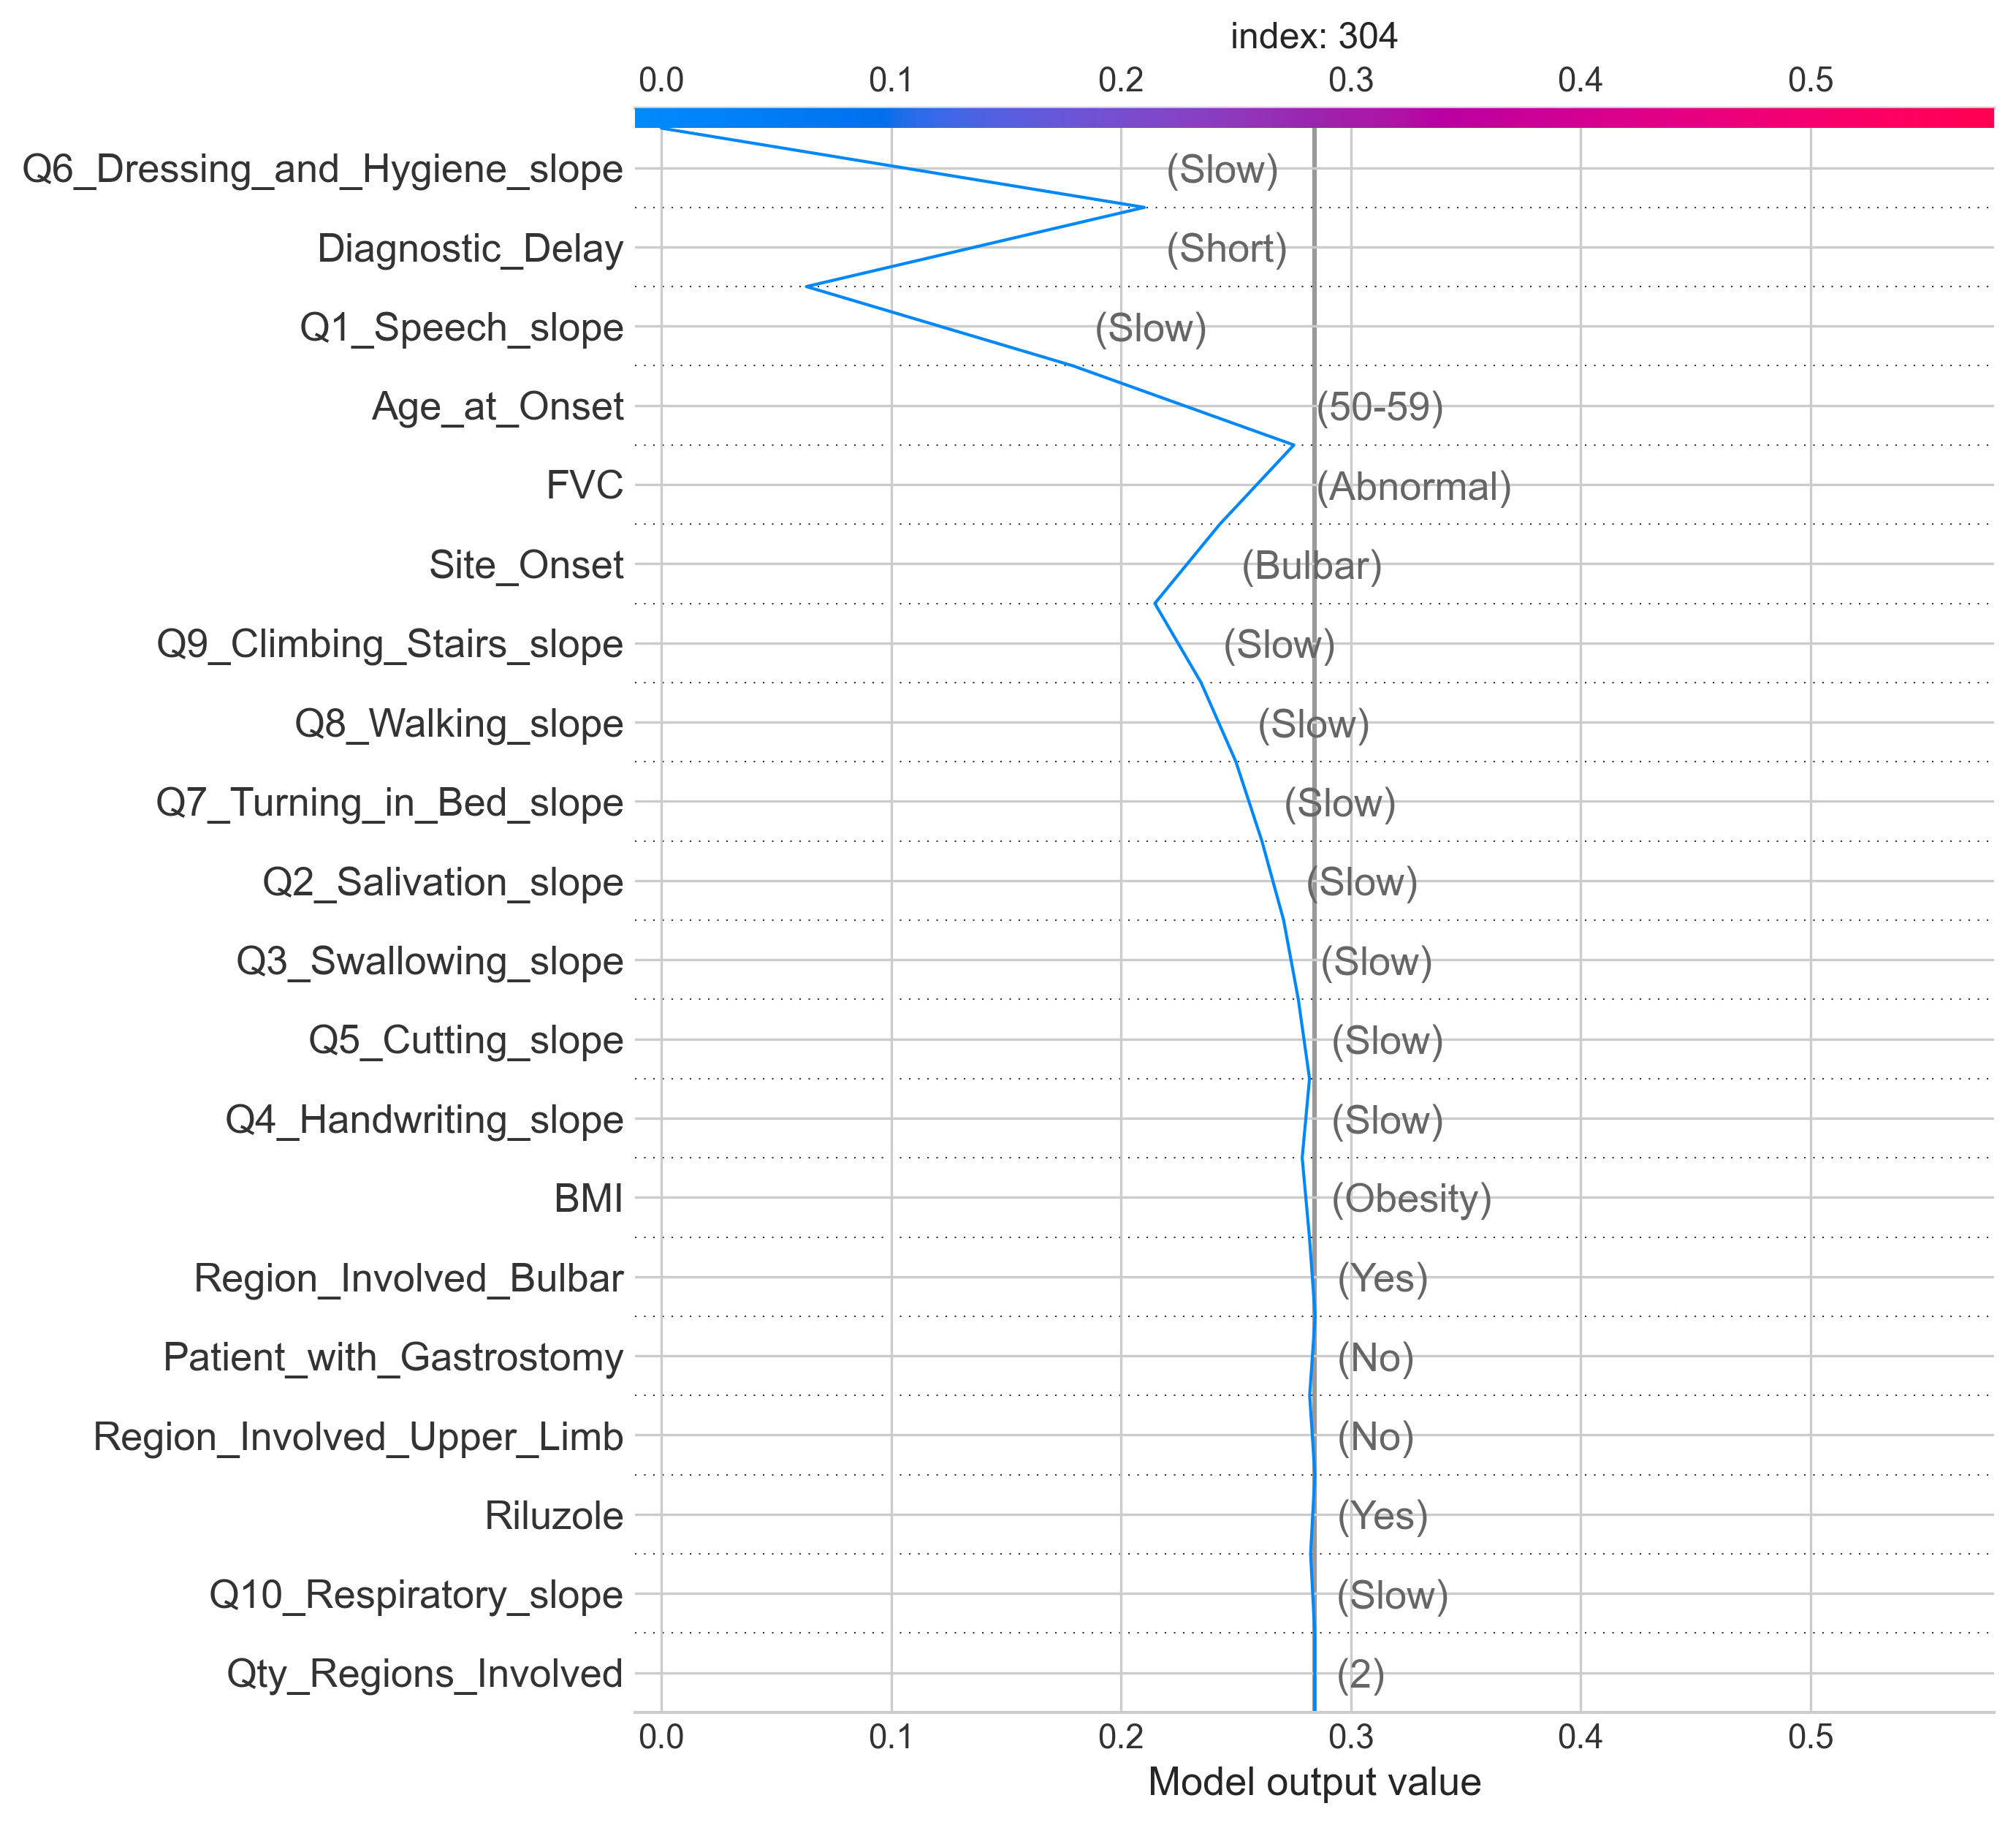 index: 304
0.0 0.1 0.2 0.3 0.4 0.5
Q6_Dressing_and_Hygiene_slope (Slow)
Diagnostic_Delay (Short)
Q1_Speech_slope (Slow)
Age_at_Onset (50-59)
FVC (Abnormal)
Site_Onset (Bulbar)
Q9_Climbing_Stairs_slope (Slow)
Q8_Walking_slope (Slow)
Q7_Turning_in_Bed_slope (Slow)
Q2_Salivation_slope (Slow)
Q3_Swallowing_slope (Slow)
Q5_Cutting_slope (Slow)
Q4_Handwriting_slope (Slow)
BMI (Obesity)
Region_Involved_Bulbar (Yes)
Patient_with_Gastrostomy (No)
Region_Involved_Upper_Limb (No)
Riluzole (Yes)
Q10_Respiratory_slope (Slow)
Qty_Regions_Involved (2)
0.0 0.1 0.2 0.3 0.4 0.5
Model output value